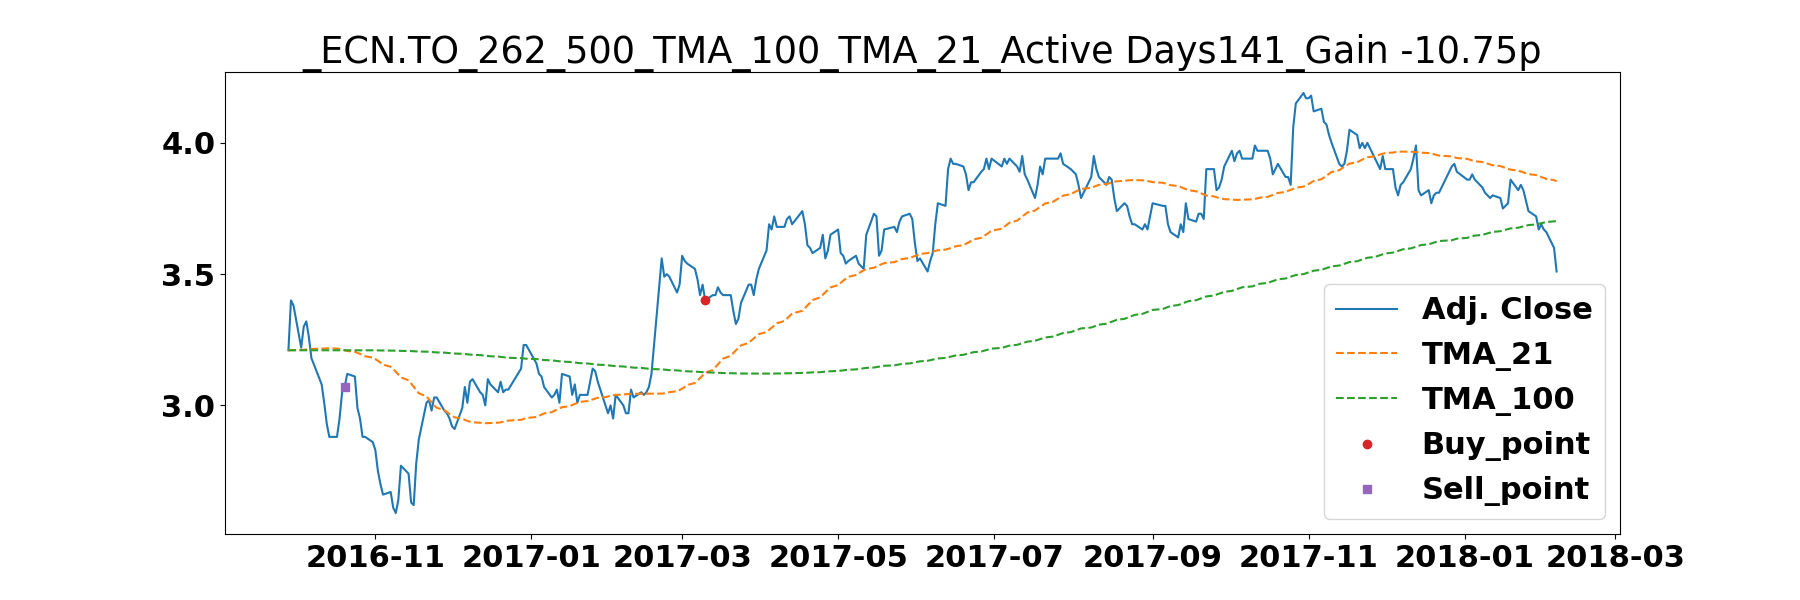 _ECN.TO_262_500_TMA_100_TMA_21_Active Days141_Gain -10.75p
4.0
3.5
3.0
Adj. Close
TMA_21
TMA_100
Buy_point
Sell_point
2016-11 2017-01 2017-03 2017-05 2017-07 2017-09 2017-11 2018-01 2018-03